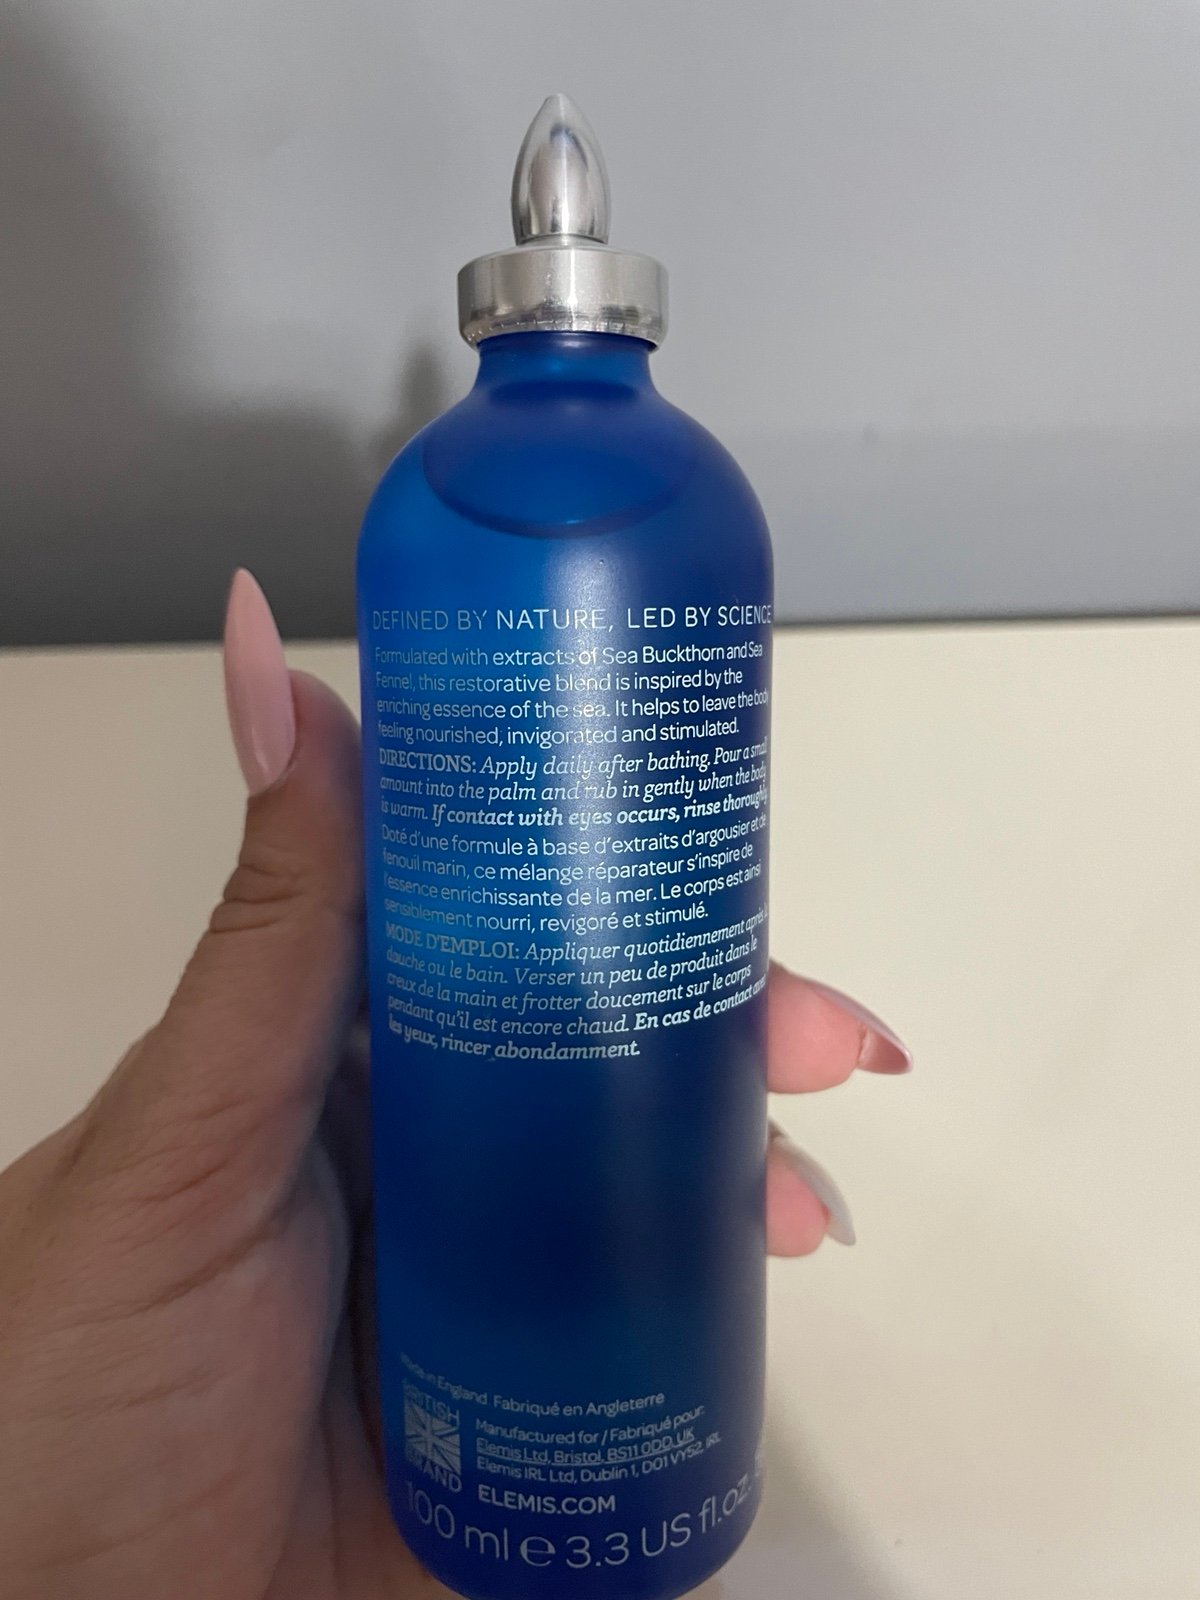 DEFINED BY NATURE, LED BY SCIENCE
Formulated with extracts of Sea Buckthorn and Sea
Fennel, this restorative blend is inspired by the
enriching essence of the sea. It helps to leave the body
feeling nourished, invigorated and stimulated.
DIRECTIONS: Apply daily after bathing. Pour a small
amount into the palm and rub in gently when the body
is warm. If contact with eyes occurs, rinse thoroughly.
Doté d'une formule à base d'extraits d'argousier et de
fenouil marin, ce mélange réparateur s'inspire de
l'essence enrichissante de la mer. Le corps est ainsi
sensiblement nourri, revigoré et stimulé.
MODE D'EMPLOI: Appliquer quotidiennement après la
douche ou le bain. Verser un peu de produit dans le
creux de la main et frotter doucement sur le corps
pendant qu'il est encore chaud. En cas de contact avec
les yeux, rincer abondamment.
Made in England Fabriqué en Angleterre
BRITISH
BRAND
Manufactured for / Fabriqué pour:
Elemis Ltd, Bristol, BS11 0DD, UK
Elemis IRL Ltd, Dublin 1, D01 VY52, IRL
ELEMIS.COM
100 ml e 3.3 US fl.oz.